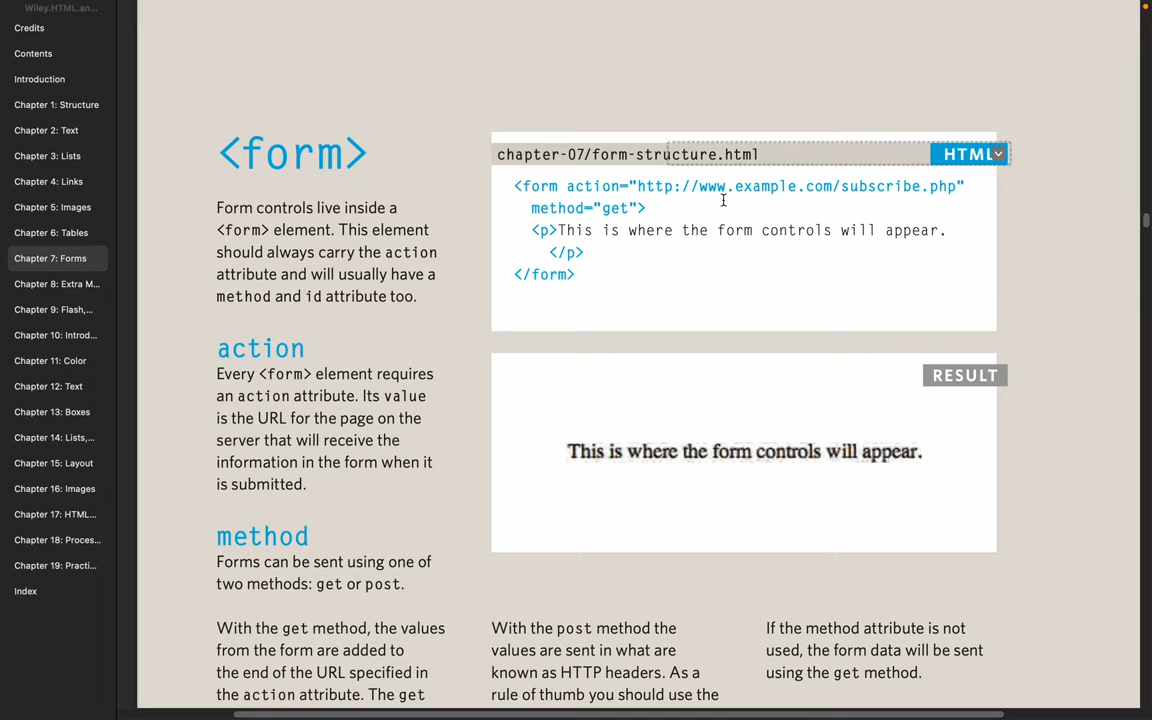 Wiley.HTML.an...
Credits
Contents
Introduction
Chapter 1: Structure
Chapter 2: Text
Chapter 3: Lists
Chapter 4: Links
Chapter 5: Images
Chapter 6: Tables
Chapter 7: Forms
Chapter 8: Extra M...
Chapter 9: Flash,...
Chapter 10: Introd...
Chapter 11: Color
Chapter 12: Text
Chapter 13: Boxes
Chapter 14: Lists,...
Chapter 15: Layout
Chapter 16: Images
Chapter 17: HTML...
Chapter 18: Proces...
Chapter 19: Practi...
Index
<form>
Form controls live inside a
<form> element. This element
should always carry the action
attribute and will usually have a
method and id attribute too.
action
Every <form> element requires
an action attribute. Its value
is the URL for the page on the
server that will receive the
information in the form when it
is submitted.
method
Forms can be sent using one of
two methods: get or post.
With the get method, the values
from the form are added to
the end of the URL specified in
the action attribute. The get
chapter-07/form-structure.html
HTML
<form action="http://www.example.com/subscribe.php"
method="get">
<p>This is where the form controls will appear.
</p>
</form>
RESULT
This is where the form controls will appear.
With the post method the
values are sent in what are
known as HTTP headers. As a
rule of thumb you should use the
If the method attribute is not
used, the form data will be sent
using the get method.